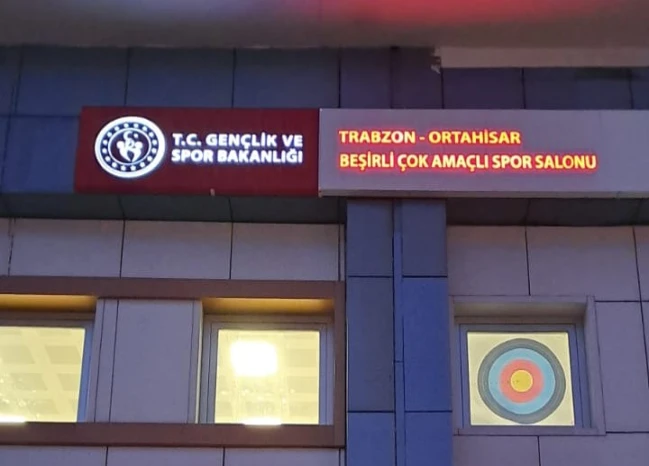 T.C. GENÇLİK VE
SPOR BAKANLIĞI
TRABZON - ORTAHİSAR
BEŞİRLİ ÇOK AMAÇLI SPOR SALONU